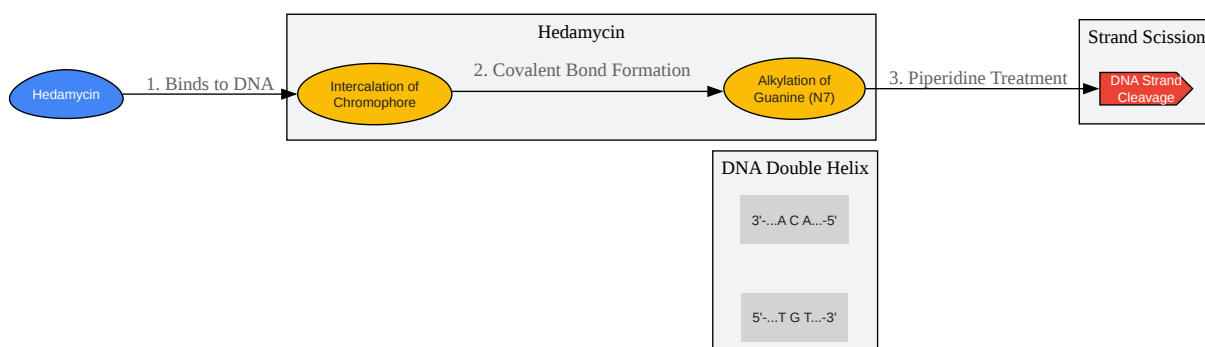 Hedamycin
Strand Scission
Hedamycin
1. Binds to DNA
Intercalation of
Chromophore
2. Covalent Bond Formation
Alkylation of
Guanine (N7)
3. Piperidine Treatment
DNA Strand
Cleavage
DNA Double Helix
3'-...A C A...-5'
5'-...T G T...-3'